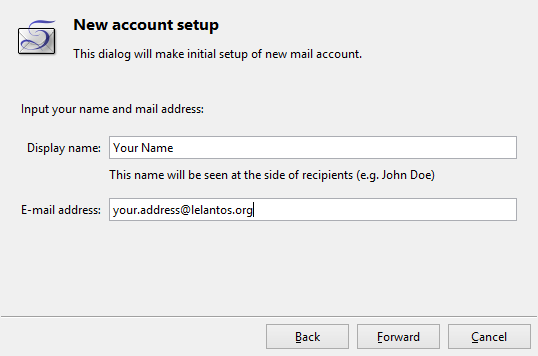 New account setup
This dialog will make initial setup of new mail account.
Input your name and mail address:
Display name: Your Name
This name will be seen at the side of recipients (e.g. John Doe)
E-mail address: your.address@lelantos.org
Back Forward Cancel